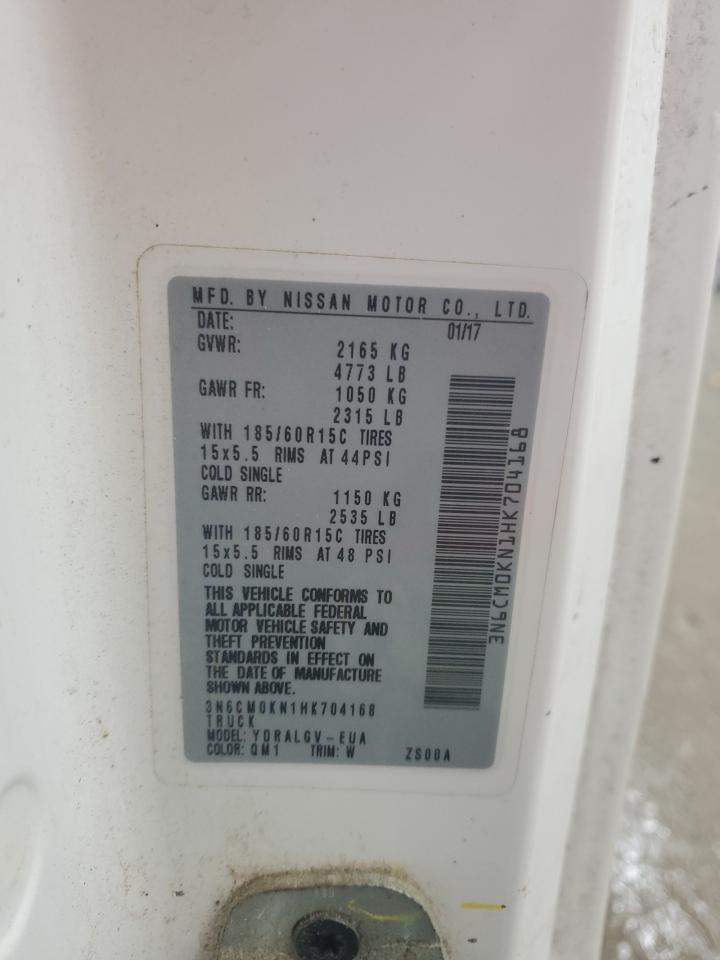 MFD. BY NISSAN MOTOR CO., LTD.
DATE: 01/17
GVWR: 2165 KG
4773 LB
GAWR FR: 1050 KG
2315 LB
WITH 185/60R15C TIRES
15x5.5 RIMS AT 44PSI
COLD SINGLE
GAWR RR: 1150 KG
2535 LB
WITH 185/60R15C TIRES
15x5.5 RIMS AT 48 PSI
COLD SINGLE
THIS VEHICLE CONFORMS TO
ALL APPLICABLE FEDERAL
MOTOR VEHICLE SAFETY AND
THEFT PREVENTION
STANDARDS IN EFFECT ON
THE DATE OF MANUFACTURE
SHOWN ABOVE.
3N6CM0KN1HK704168
TRUCK
MODEL: YDRALGV-EUA
COLOR: QM1 TRIM: W ZS00A
3N6CM0KN1HK704168